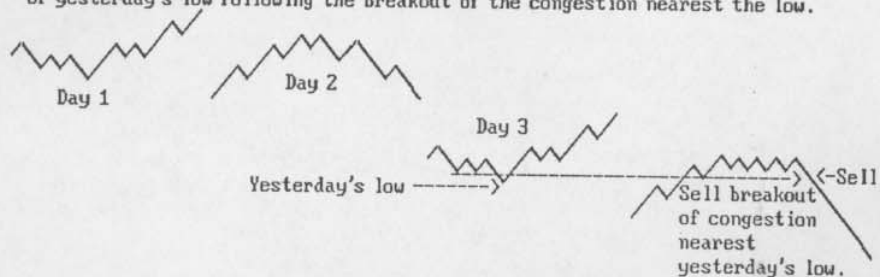 of yesterday's low following the breakout of the congestion nearest the low.
Day 1
Day 2
Day 3
Yesterday's low
<-Sell
Sell breakout
of congestion
nearest
yesterday's low.